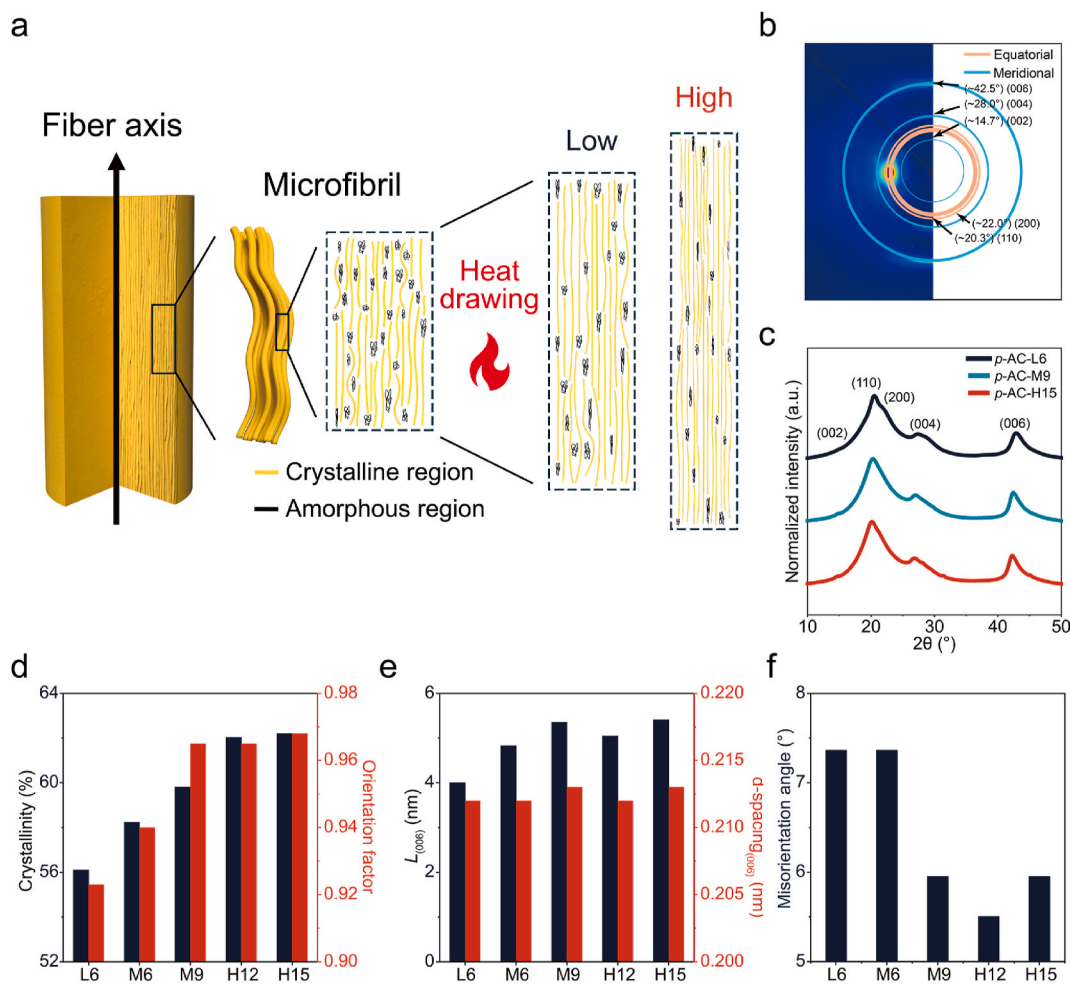 a
Fiber axis
Microfibril
Heat
drawing
Low
High
Crystalline region
Amorphous region
b
Equatorial
Meridional
(~42.5°) (006)
(~28.0°) (004)
(~14.7°) (002)
(~22.0°) (200)
(~20.3°) (110)
c
p-AC-L6
p-AC-M9
p-AC-H15
(110)
(200)
(002)
(004)
(006)
Normalized intensity (a.u.)
10 20 30 40 50
2θ (°)
d
64
60
56
52
Crystallinity (%)
0.98
0.96
0.94
0.92
0.90
Orientation factor
L6 M6 M9 H12 H15
e
6
4
2
0
L(006) (nm)
0.220
0.215
0.210
0.205
0.200
d-spacing(006) (nm)
L6 M6 M9 H12 H15
f
8
7
6
5
Misorientation angle (°)
L6 M6 M9 H12 H15